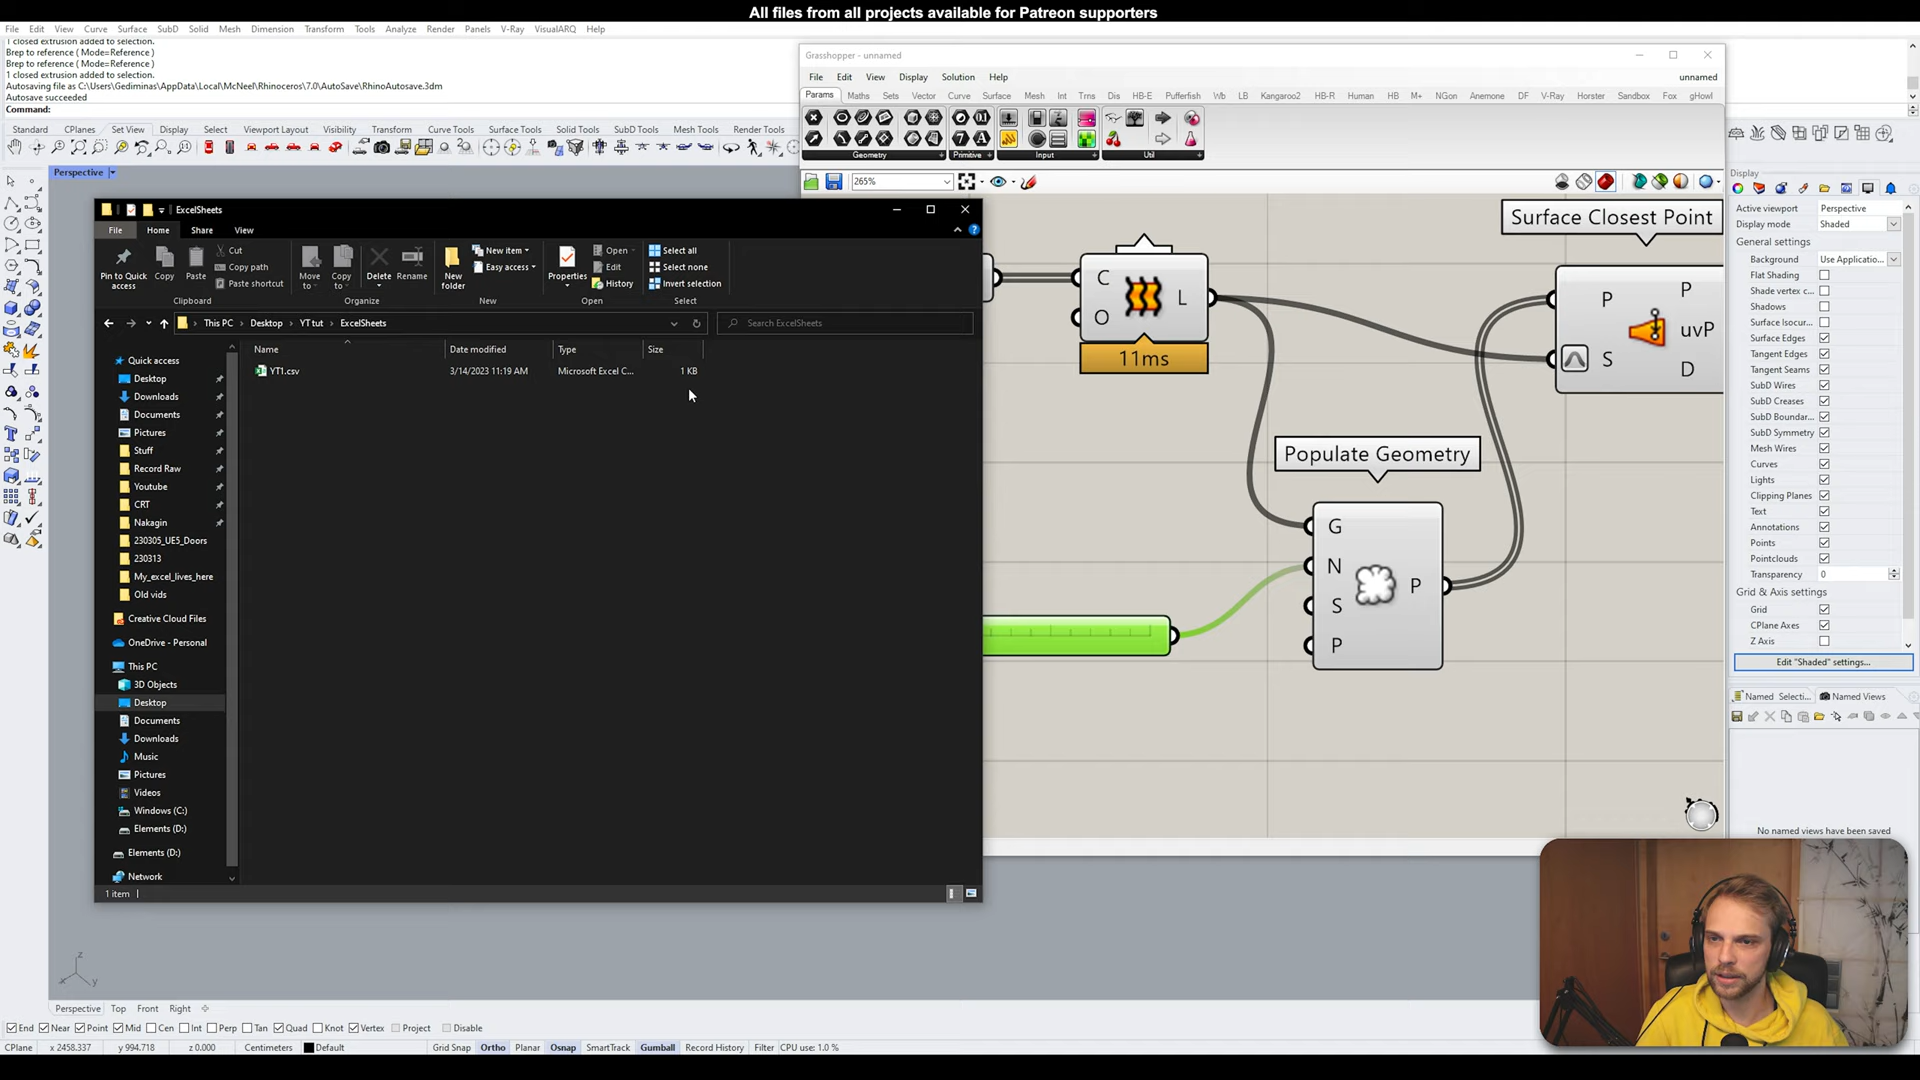 All files from all projects available for Patreon supporters
File Edit View Curve Surface SubD Solid Mesh Dimension Transform Tools Panels Analyze Render Panels V-Ray VisualARQ Help
1 closed extrusion added to selection.
Brep to reference ( Mode=Reference )
Brep to reference ( Mode=Reference )
1 closed extrusion added to selection.
Autosaving file as C:\Users\Gediminas\AppData\Local\McNeel\Rhinoceros\7.0\AutoSave\RhinoAutosave.3dm
Autosave succeeded
Command:
Standard CPlanes Set View Display Select Viewport Layout Visibility Transform Curve Tools Surface Tools Solid Tools SubD Tools Mesh Tools Render Tools
Perspective
Grasshopper - unnamed
File Edit View Display Solution Help unnamed
Params Maths Sets Vector Curve Surface Mesh Int Trns Dis Pufferfish Wb LB Kangaroo2 HB-R Human HB M+ NGon Anemone DF V-Ray Horster Sandbox Fox gHowl HB-E
Geometry Primitive Input Util
265%
Surface Closest Point
C
O
L
11ms
P
S
P
uvP
D
Populate Geometry
G
N
S
P
P
ExcelSheets
File Home Share View
Pin to Quick access
Copy
Paste
Cut
Copy path
Paste shortcut
Move to
Copy to
Delete
Rename
New folder
New item
Easy access
Properties
Open
Edit
History
Select all
Select none
Invert selection
Clipboard Organize New Open Select
This PC Desktop YT tut ExcelSheets
Search ExcelSheets
Name Date modified Type Size
YT1.csv 3/14/2023 11:19 AM Microsoft Excel C... 1 KB
Quick access
Desktop
Downloads
Documents
Pictures
Stuff
Record Raw
Youtube
CRT
Nakagin
230305_UE5_Doors
230313
My_excel_lives_here
Old vids
Creative Cloud Files
OneDrive - Personal
This PC
3D Objects
Desktop
Documents
Downloads
Music
Pictures
Videos
Windows (C:)
Elements (D:)
Elements (D:)
Network
1 item
Display
Active viewport Perspective
Display mode Shaded
General settings
Background Use Applicatio...
Flat Shading
Shade vertex c...
Shadows
Surface Isocur...
Surface Edges
Tangent Edges
Tangent Seams
SubD Wires
SubD Creases
SubD Boundar...
SubD Symmetry
Mesh Wires
Curves
Lights
Clipping Planes
Text
Annotations
Points
Pointclouds
Transparency 0
Grid & Axis settings
Grid
CPlane Axes
Z Axis
Edit "Shaded" settings...
Named Selecti... Named Views
No named views have been saved
z
x y
Perspective Top Front Right
End Near Point Mid Cen Int Perp Tan Quad Knot Vertex Project Disable
CPlane x 2458.337 y 994.718 z 0.000 Centimeters Default Grid Snap Ortho Planar Osnap SmartTrack Gumball Record History Filter CPU use: 1.0 %